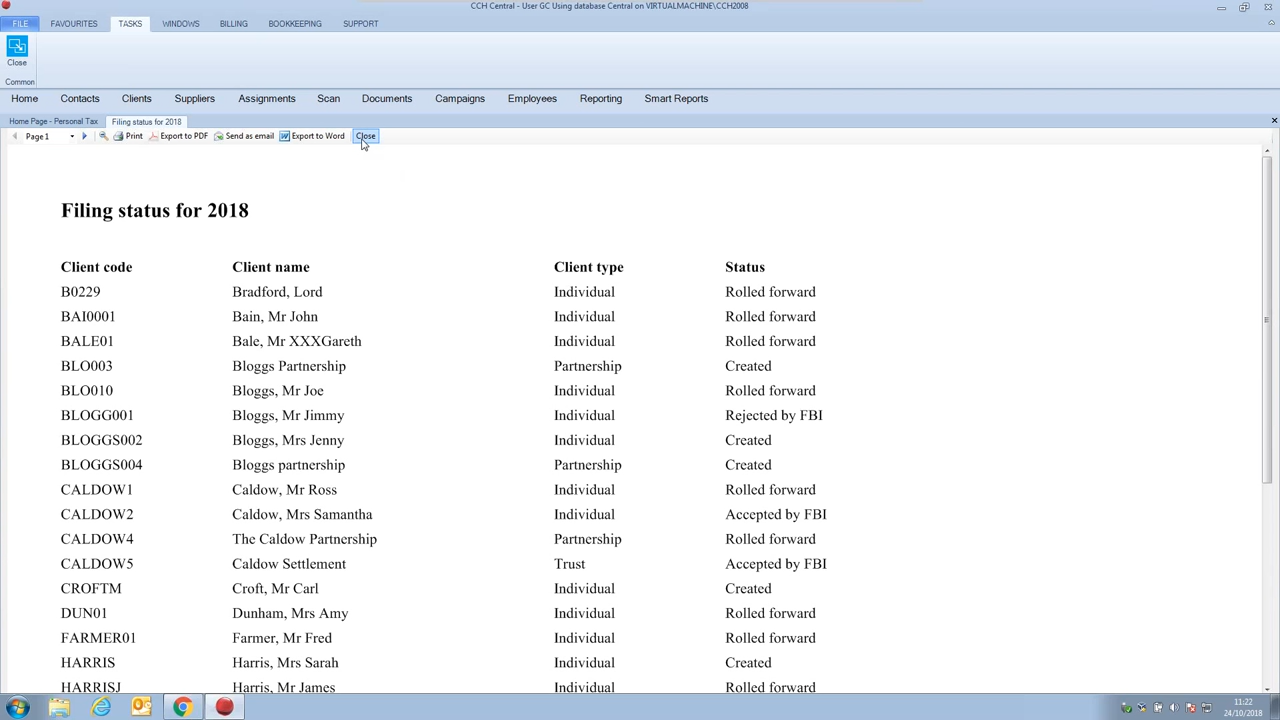 CCH Central - User GC Using database Central on VIRTUALMACHINE\CCH2008
FILE FAVOURITES TASKS WINDOWS BILLING BOOKKEEPING SUPPORT
Close
Common
Home Contacts Clients Suppliers Assignments Scan Documents Campaigns Employees Reporting Smart Reports
Home Page - Personal Tax Filing status for 2018
Page 1 Print Export to PDF Send as email Export to Word Close
Filing status for 2018
Client code Client name Client type Status
B0229 Bradford, Lord Individual Rolled forward
BAI0001 Bain, Mr John Individual Rolled forward
BALE01 Bale, Mr XXXGareth Individual Rolled forward
BLO003 Bloggs Partnership Partnership Created
BLO010 Bloggs, Mr Joe Individual Rolled forward
BLOGG001 Bloggs, Mr Jimmy Individual Rejected by FBI
BLOGGS002 Bloggs, Mrs Jenny Individual Created
BLOGGS004 Bloggs partnership Partnership Created
CALDOW1 Caldow, Mr Ross Individual Rolled forward
CALDOW2 Caldow, Mrs Samantha Individual Accepted by FBI
CALDOW4 The Caldow Partnership Partnership Rolled forward
CALDOW5 Caldow Settlement Trust Accepted by FBI
CROFTM Croft, Mr Carl Individual Created
DUN01 Dunham, Mrs Amy Individual Rolled forward
FARMER01 Farmer, Mr Fred Individual Rolled forward
HARRIS Harris, Mrs Sarah Individual Created
HARRISJ Harris, Mr James Individual Rolled forward
11:22
24/10/2018